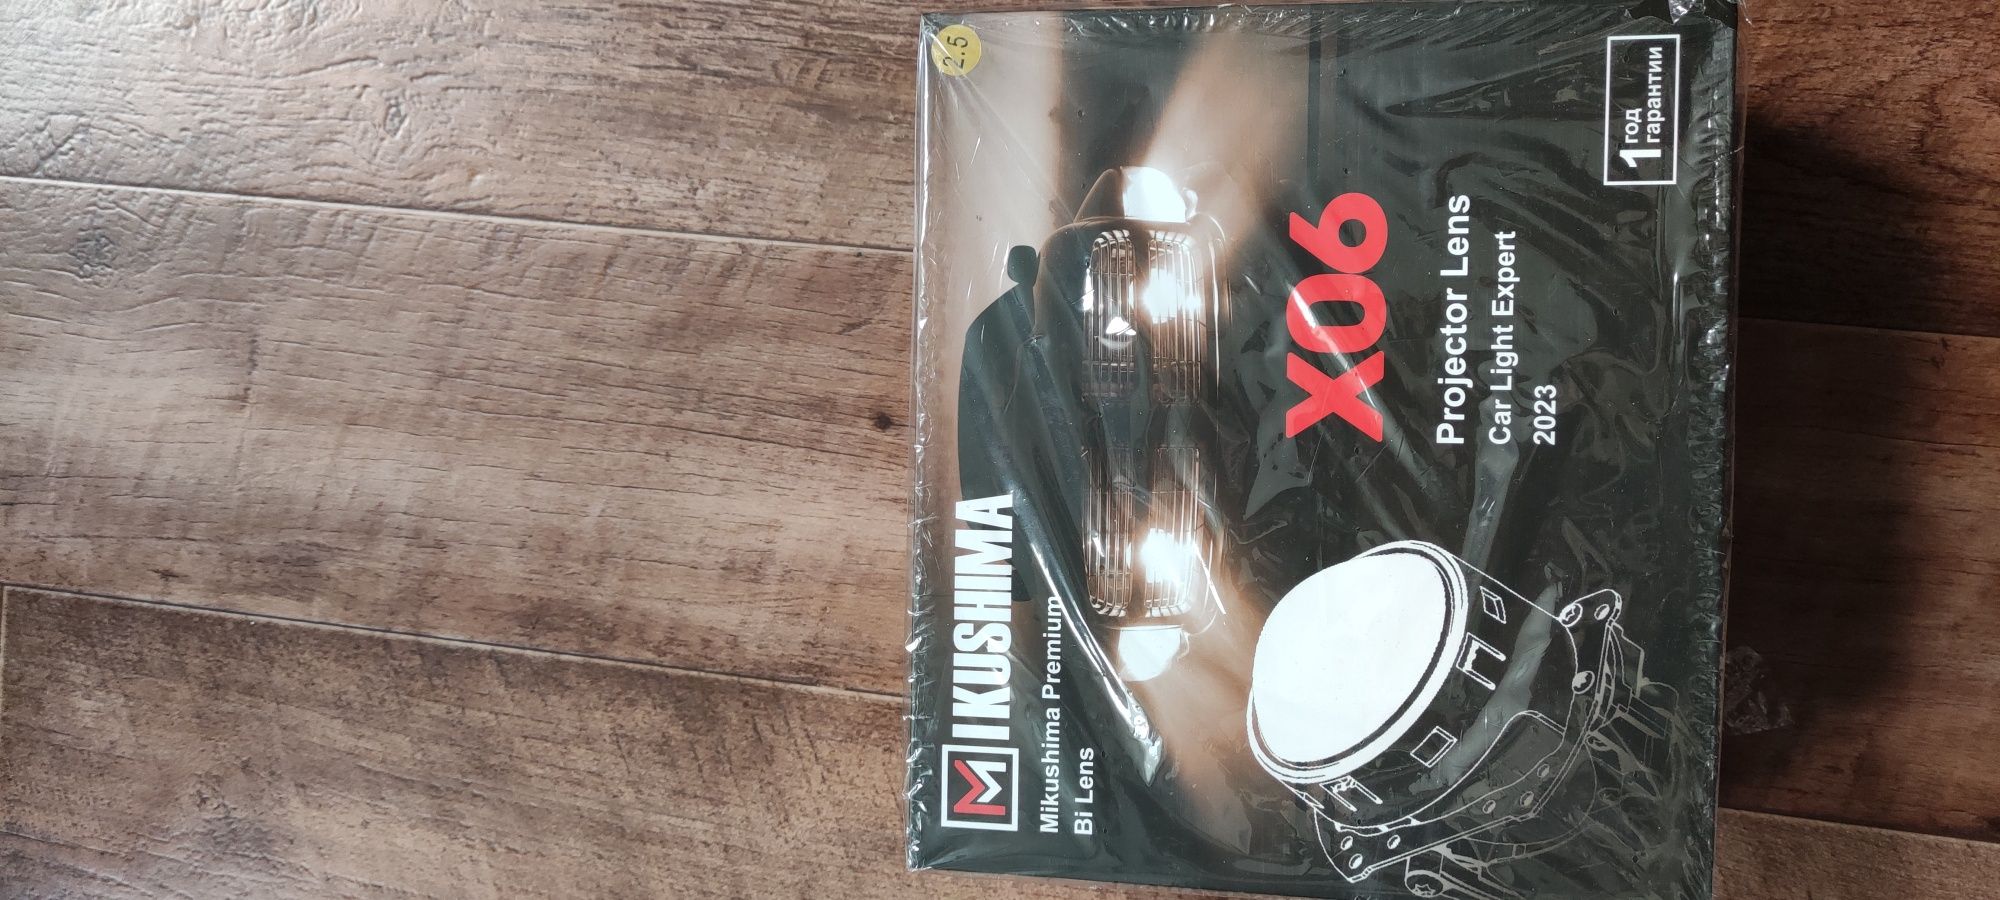 2.5
MIKUSHIMA
Mikushima Premium
Bi Lens
X06
Projector Lens
Car Light Expert
2023
1 год
гарантии